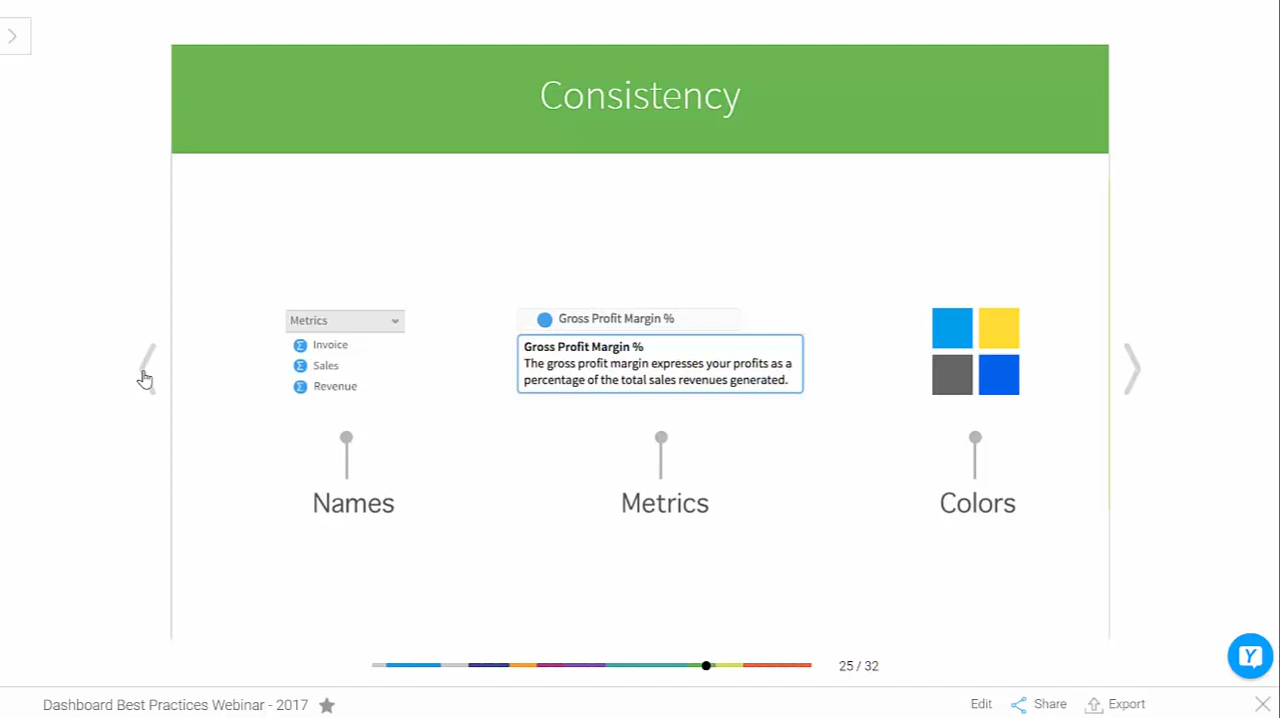 Consistency
Metrics
Invoice
Sales
Revenue
Gross Profit Margin %
Gross Profit Margin %
The gross profit margin expresses your profits as a
percentage of the total sales revenues generated.
Names
Metrics
Colors
25 / 32
Y
Dashboard Best Practices Webinar - 2017
Edit
Share
Export